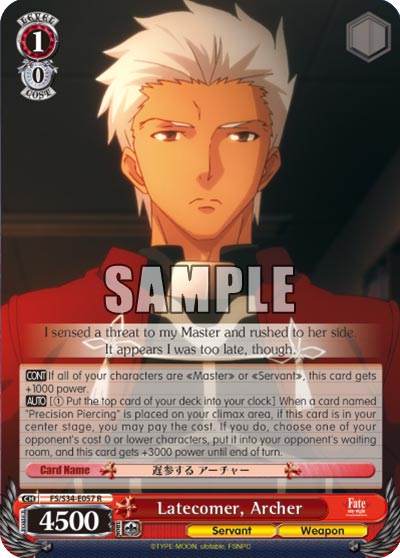 LEVEL
1
0
COST
SAMPLE
I sensed a threat to my Master and rushed to her side.
It appears I was too late, though.
CONT If all of your characters are «Master» or «Servant», this card gets
+1000 power.
AUTO [① Put the top card of your deck into your clock] When a card named
"Precision Piercing" is placed on your climax area, if this card is in your
center stage, you may pay the cost. If you do, choose one of your
opponent's cost 0 or lower characters, put it into your opponent's waiting
room, and this card gets +3000 power until end of turn.
Card Name
遅参する アーチャー
CH FS/S34-E057 R
POWER
4500
SOUL
Latecomer, Archer
Fate
stay night
Servant
Weapon
©TYPE-MOON, ufotable, FSNPC